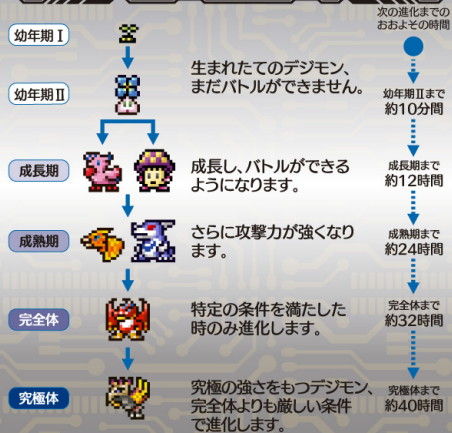 次の進化までの
おおよその時間
幼年期Ⅰ
幼年期Ⅱ
生まれたてのデジモン、
まだバトルができません。
幼年期Ⅱまで
約10分間
成長期
成長し、バトルができる
ようになります。
成長期まで
約12時間
成熟期
さらに攻撃力が強くなり
ます。
成熟期まで
約24時間
完全体
特定の条件を満たした
時のみ進化します。
完全体まで
約32時間
究極体
究極の強さをもつデジモン、
完全体よりも厳しい条件
で進化します。
究極体まで
約40時間